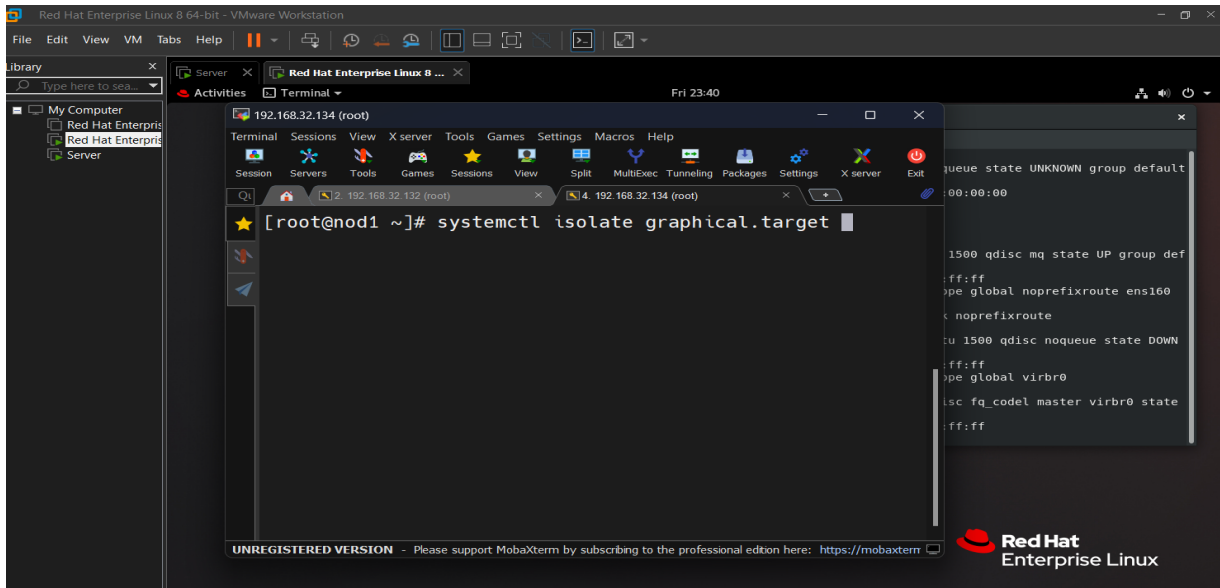 Red Hat Enterprise Linux 8 64-bit - VMware Workstation
File Edit View VM Tabs Help
Library
Type here to sea...
My Computer
Red Hat Enterpris
Red Hat Enterpris
Server
Server
Red Hat Enterprise Linux 8 ...
Activities Terminal Fri 23:40
192.168.32.134 (root)
Terminal Sessions View X server Tools Games Settings Macros Help
Session Servers Tools Games Sessions View Split MultiExec Tunneling Packages Settings X server Exit
2. 192.168.32.132 (root)
4. 192.168.32.134 (root)
[root@nod1 ~]# systemctl isolate graphical.target
UNREGISTERED VERSION - Please support MobaXterm by subscribing to the professional edition here: https://mobaxterm
queue state UNKNOWN group default
:00:00:00
1500 qdisc mq state UP group def
:ff:ff
ope global noprefixroute ens160
noprefixroute
tu 1500 qdisc noqueue state DOWN
:ff:ff
ope global virbr0
isc fq_codel master virbr0 state
:ff:ff
Red Hat
Enterprise Linux